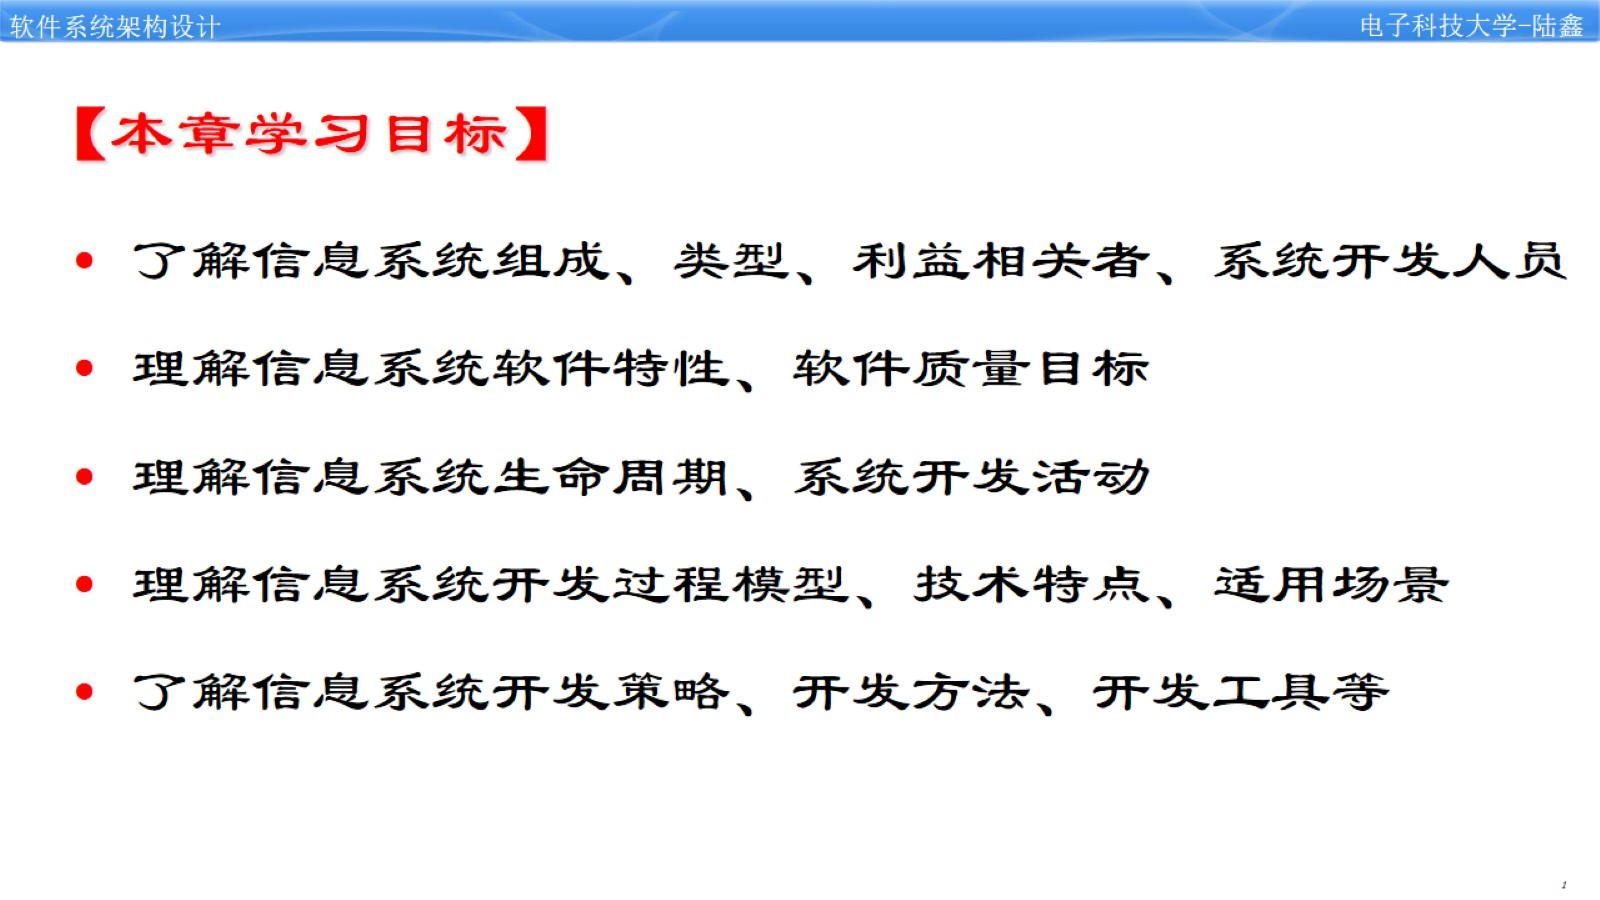 软件系统架构设计
电子科技大学-陆鑫
【本章学习目标】
• 了解信息系统组成、类型、利益相关者、系统开发人员
• 理解信息系统软件特性、软件质量目标
• 理解信息系统生命周期、系统开发活动
• 理解信息系统开发过程模型、技术特点、适用场景
• 了解信息系统开发策略、开发方法、开发工具等
1